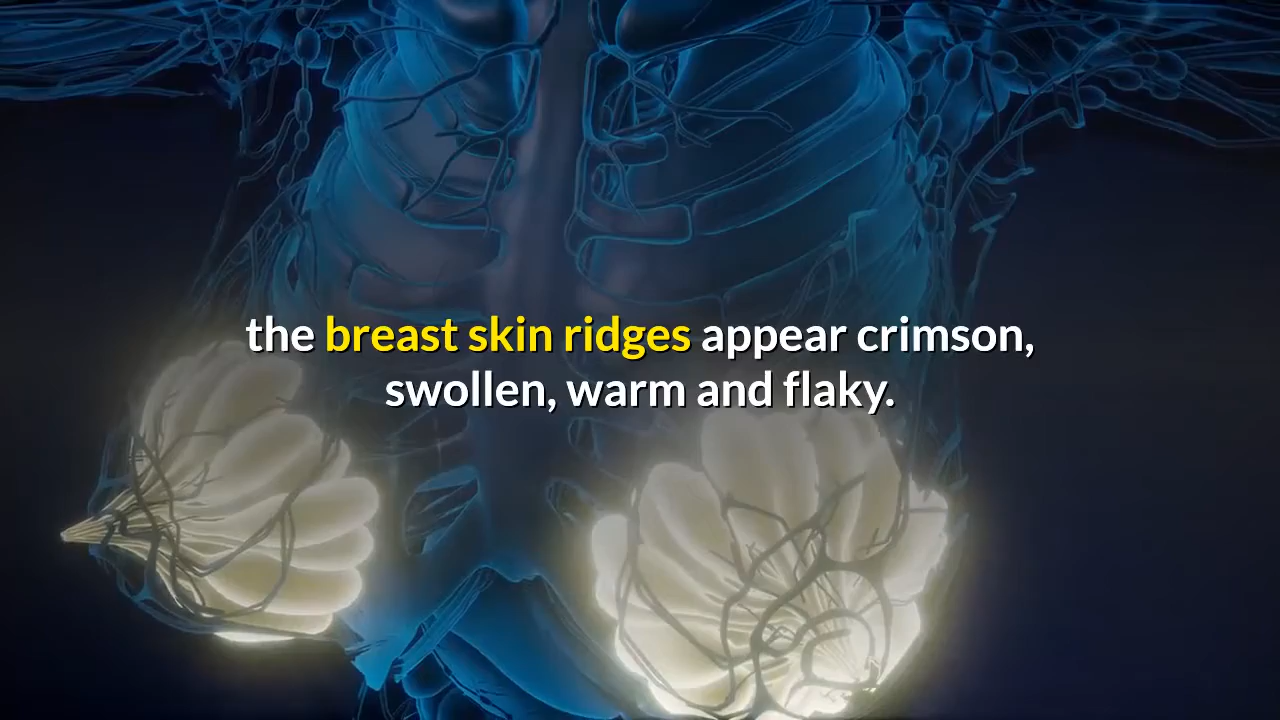 the breast skin ridges appear crimson,
swollen, warm and flaky.